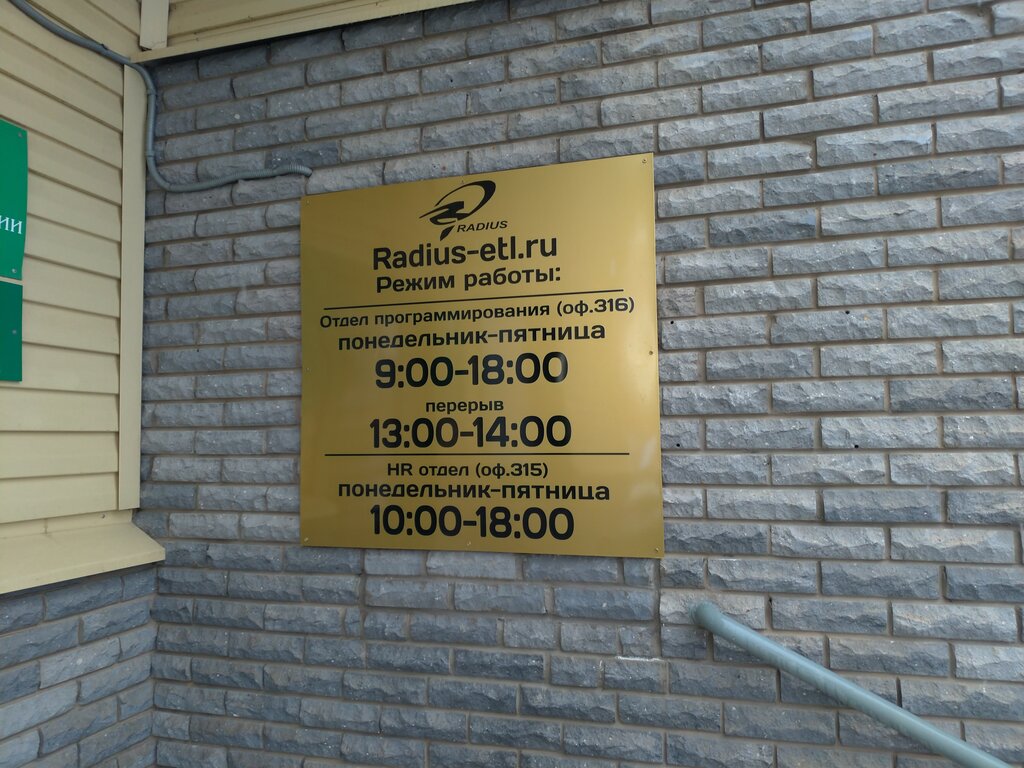 ии
RADIUS
Radius-etl.ru
Режим работы:
Отдел программирования (оф.316)
понедельник-пятница
9:00-18:00
перерыв
13:00-14:00
HR отдел (оф.315)
понедельник-пятница
10:00-18:00